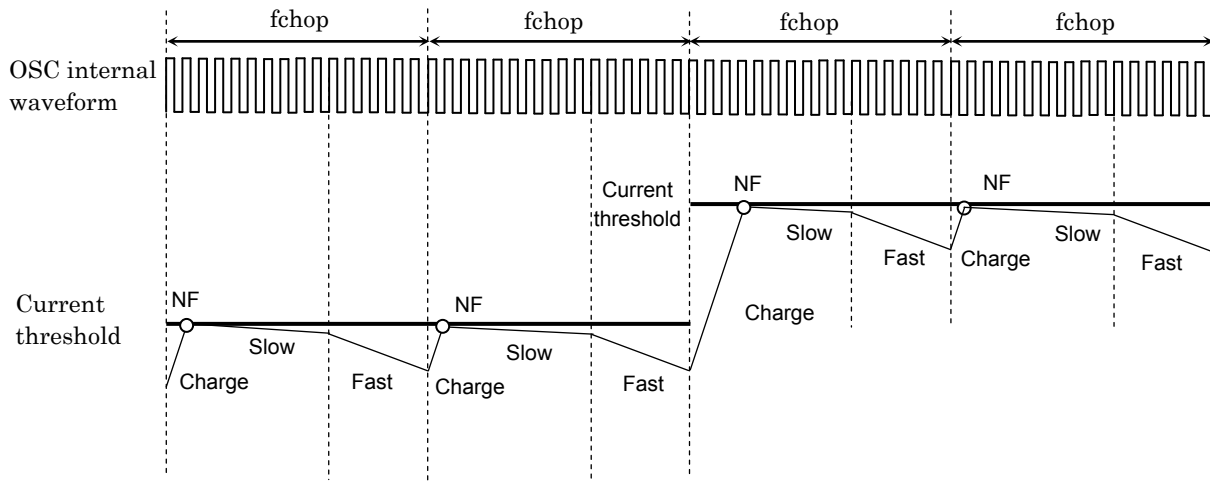 fchop fchop fchop fchop
OSC internal
waveform
Current
threshold
NF NF
Slow Fast Charge Slow Fast
Charge
Current
threshold
NF NF
Slow Slow
Charge Fast Charge Fast